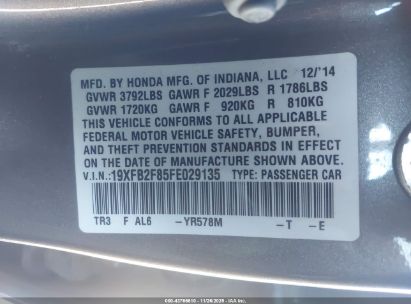 MFD. BY HONDA MFG. OF INDIANA, LLC 12/'14
GVWR 3792LBS GAWR F 2029LBS R 1786LBS
GVWR 1720KG GAWR F 920KG R 810KG
THIS VEHICLE CONFORMS TO ALL APPLICABLE
FEDERAL MOTOR VEHICLE SAFETY, BUMPER,
AND THEFT PREVENTION STANDARDS IN EFFECT
ON THE DATE OF MANUFACTURE SHOWN ABOVE.
V.I.N.: 19XFB2F85FE029135 TYPE: PASSENGER CAR
TR3 F AL6 -YR578M -T -E